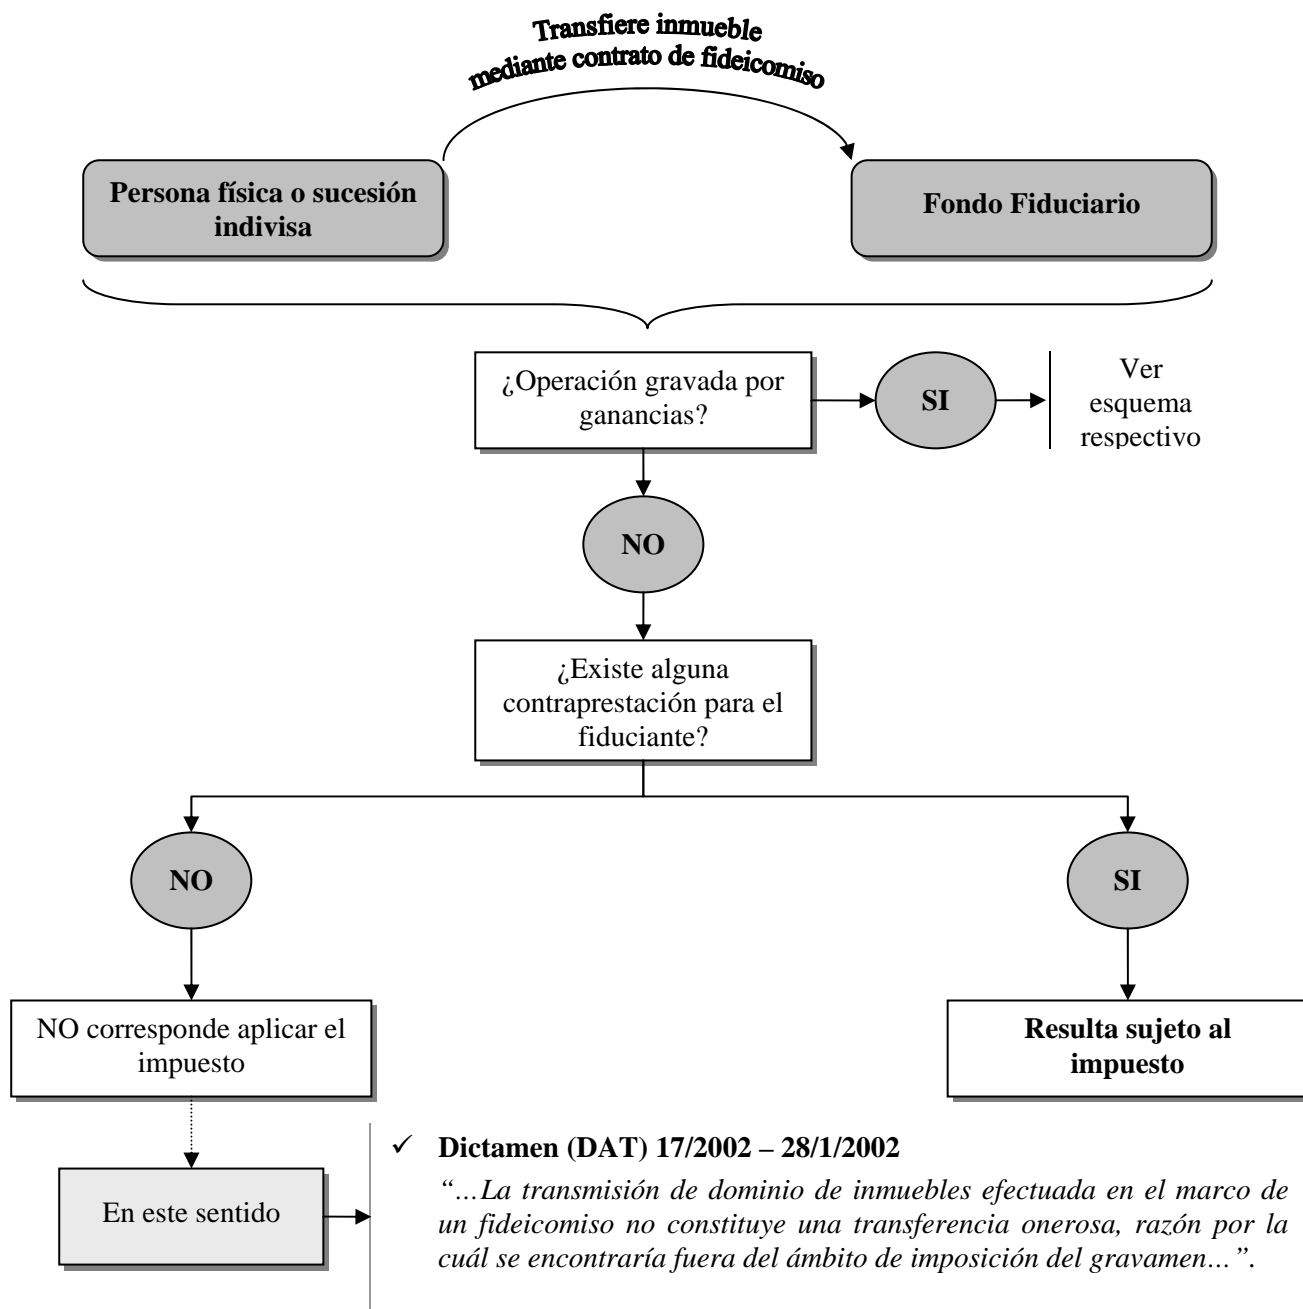 Transfiere inmueble
mediante contrato de fideicomiso
Persona física o sucesión
indivisa
Fondo Fiduciario
¿Operación gravada por
ganancias?
SI
Ver
esquema
respectivo
NO
¿Existe alguna
contraprestación para el
fiduciante?
NO
SI
NO corresponde aplicar el
impuesto
Resulta sujeto al
impuesto
En este sentido
✓ Dictamen (DAT) 17/2002 – 28/1/2002
“…La transmisión de dominio de inmuebles efectuada en el marco de
un fideicomiso no constituye una transferencia onerosa, razón por la
cuál se encontraría fuera del ámbito de imposición del gravamen…”.